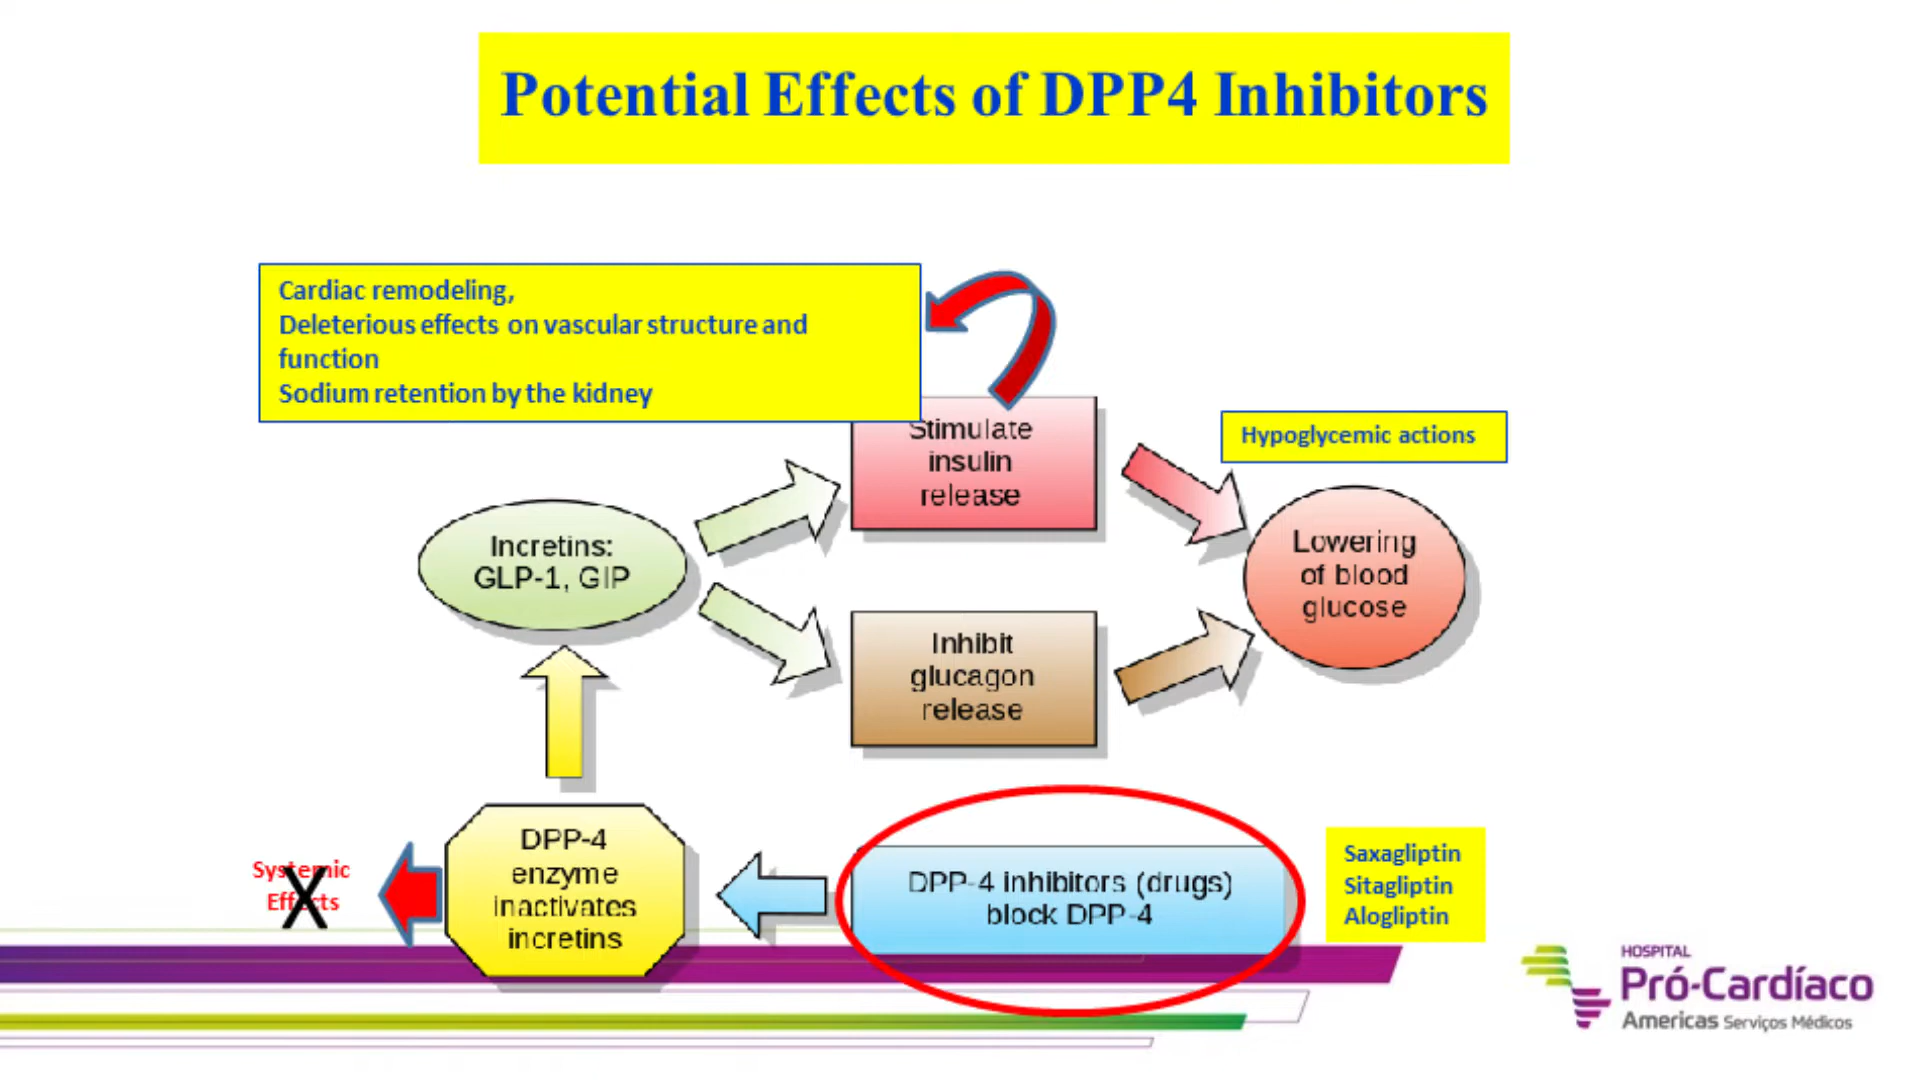 Potential Effects of DPP4 Inhibitors
Cardiac remodeling,
Deleterious effects on vascular structure and
function
Sodium retention by the kidney
Stimulate
insulin
release
Hypoglycemic actions
Incretins:
GLP-1, GIP
Lowering
of blood
glucose
Inhibit
glucagon
release
DPP-4
enzyme
inactivates
incretins
Systemic
Effects
X
DPP-4 inhibitors (drugs)
block DPP-4
Saxagliptin
Sitagliptin
Alogliptin
HOSPITAL
Pró-Cardíaco
Americas Serviços Médicos